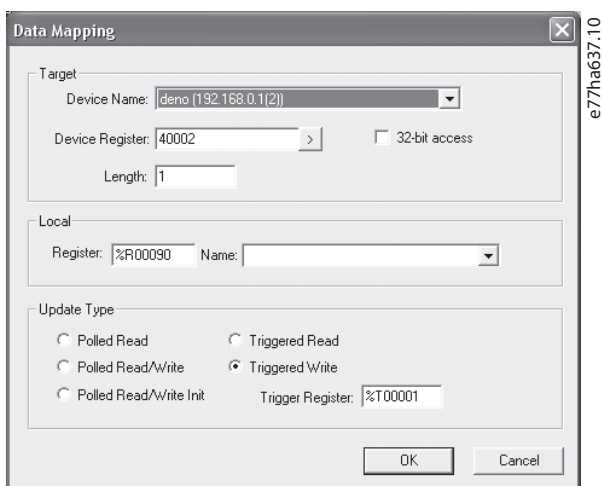 Data Mapping
Target
Device Name: deno (192.168.0.1(2))
Device Register: 40002 > 32-bit access
Length: 1
Local
Register: %R00090 Name:
Update Type
Polled Read Triggered Read
Polled Read/Write Triggered Write
Polled Read/Write Init Trigger Register: %T00001
OK Cancel
e77ha637.10